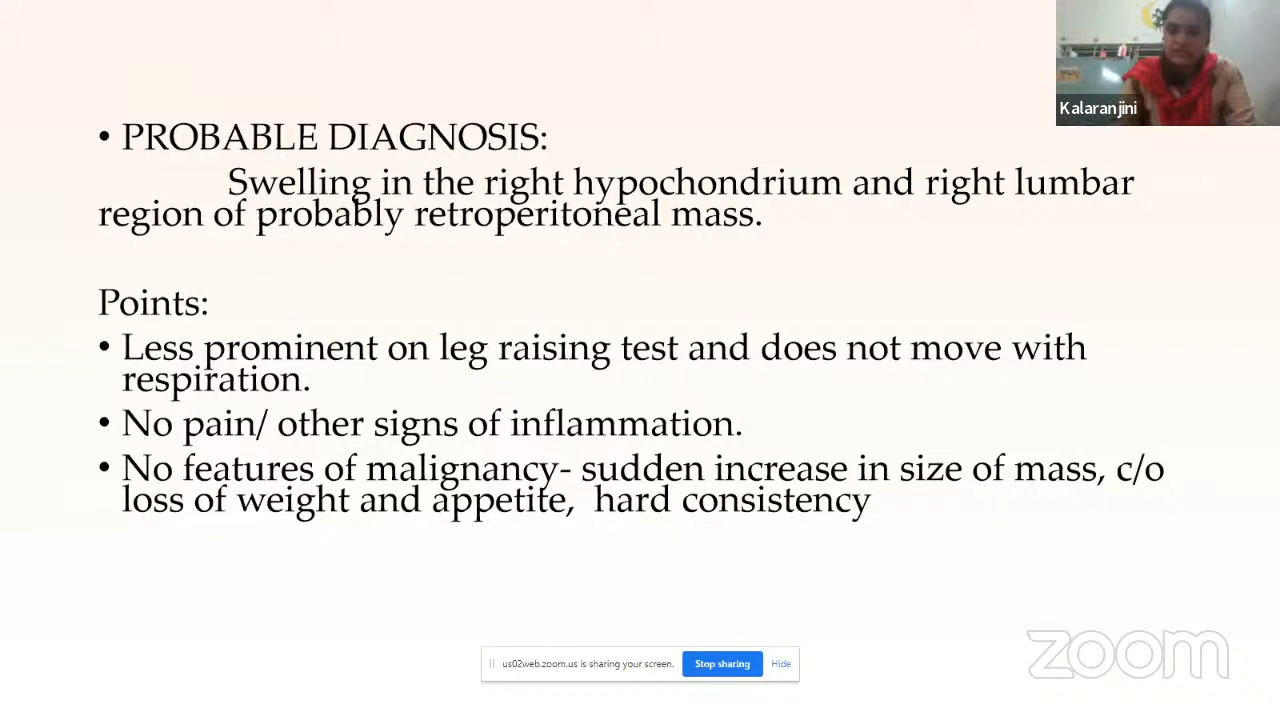 Kalaranjini
• PROBABLE DIAGNOSIS:
Swelling in the right hypochondrium and right lumbar
region of probably retroperitoneal mass.
Points:
• Less prominent on leg raising test and does not move with
respiration.
• No pain/ other signs of inflammation.
• No features of malignancy- sudden increase in size of mass, c/o
loss of weight and appetite,  hard consistency
us02web.zoom.us is sharing your screen. Stop sharing Hide
zoom